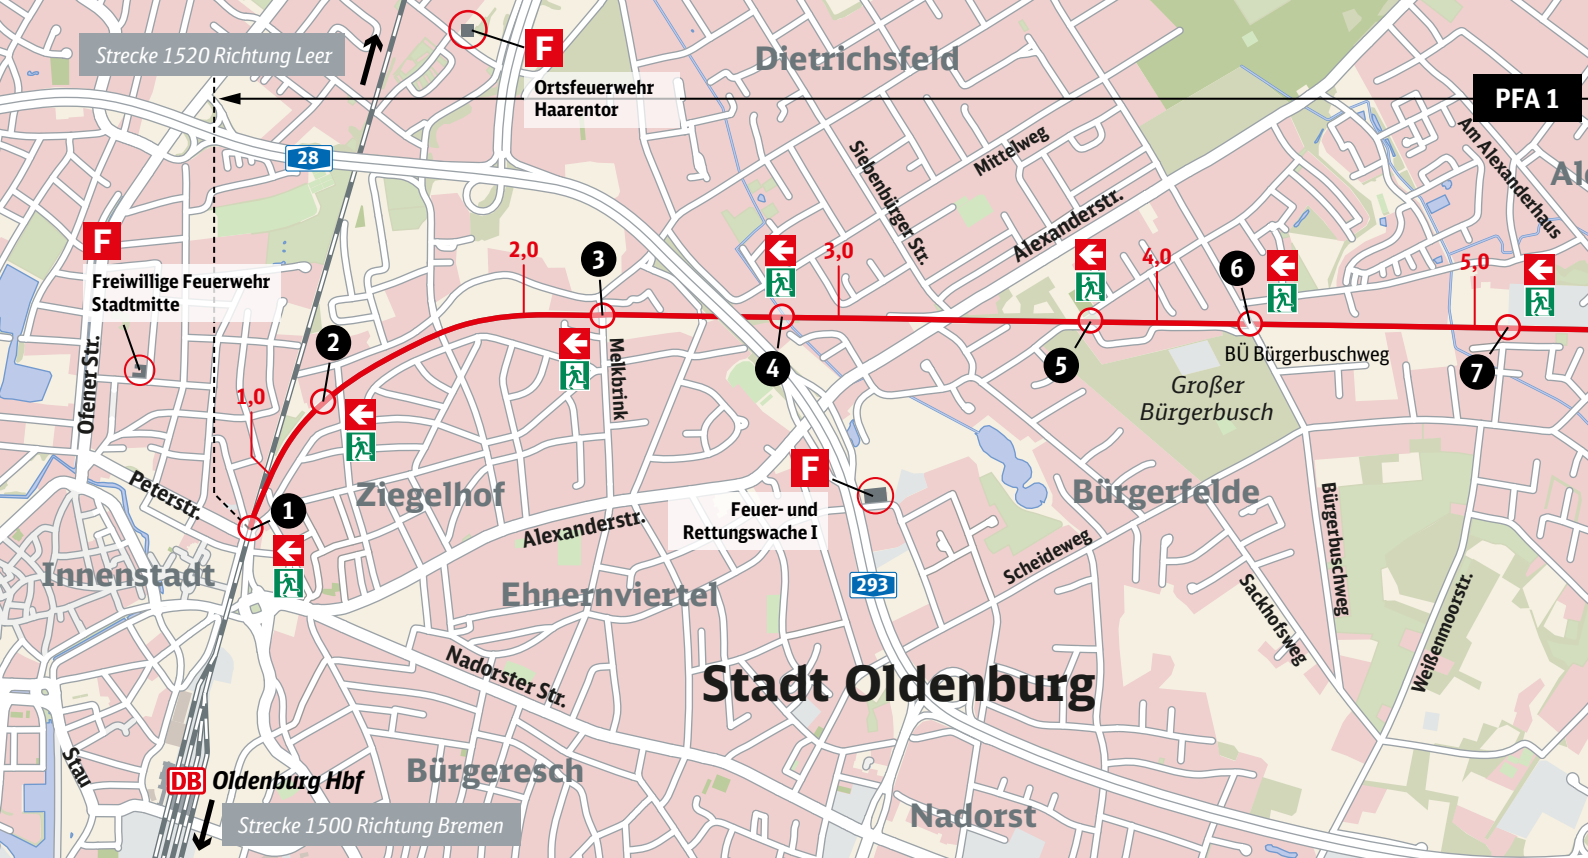 Strecke 1520 Richtung Leer
F
Ortsfeuerwehr
Haarentor
Dietrichsfeld
PFA 1
28
Mittelweg
Siebenbürger Str.
Am Alexanderhaus
Alexanderstr.
F
Freiwillige Feuerwehr
Stadtmitte
2,0
3
3,0
4,0
6
5,0
2
Melkbrink
4
5
BÜ Bürgerbuschweg
7
Großer
Bürgerbusch
Ofener Str.
1,0
Peterstr.
1
Ziegelhof
F
Feuer- und
Rettungswache I
Bürgerfelde
Alexanderstr.
Bürgerbuschweg
Scheideweg
Innenstadt
Ehnernviertel
293
Sackhofsweg
Weißenmoorstr.
Nadorster Str.
Stadt Oldenburg
Stau
DB Oldenburg Hbf
Bürgeresch
Strecke 1500 Richtung Bremen
Nadorst